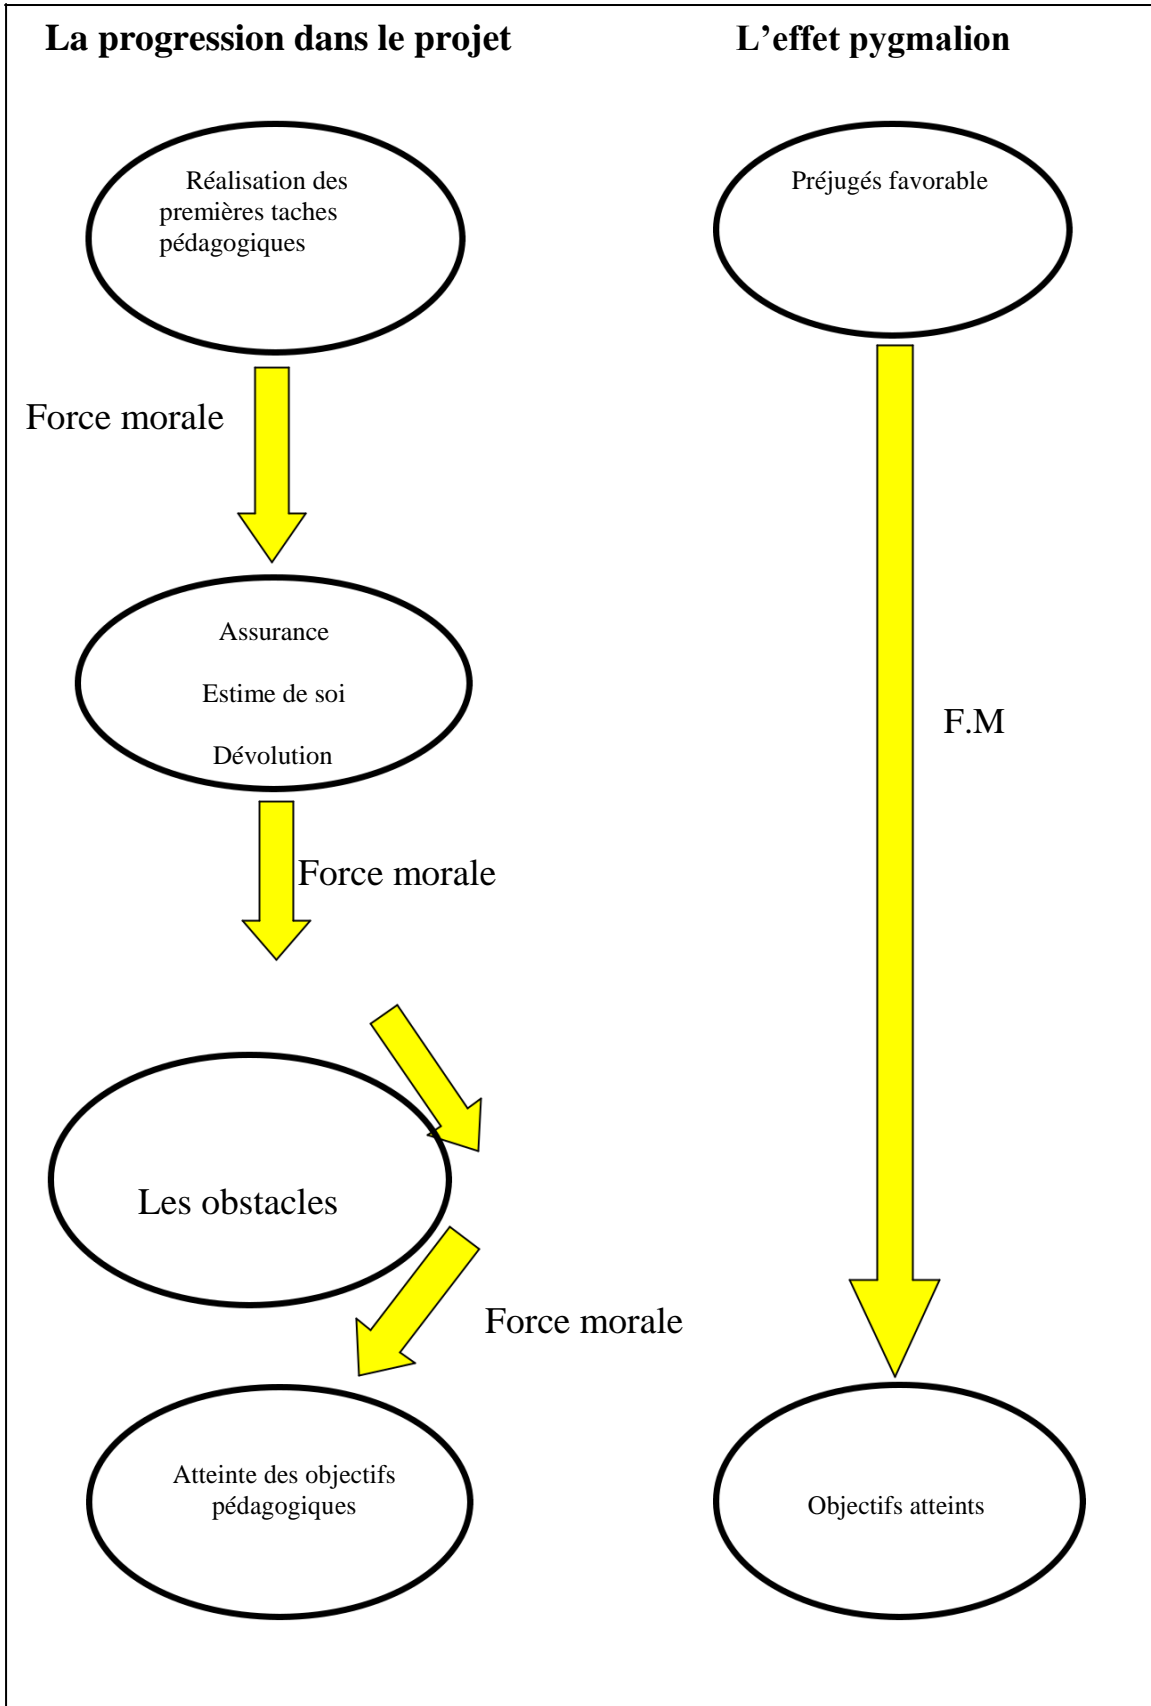 La progression dans le projet
L’effet pygmalion
Réalisation des
premières taches
pédagogiques
Préjugés favorable
Force morale
Assurance
Estime de soi
Dévolution
F.M
Force morale
Les obstacles
Force morale
Atteinte des objectifs
pédagogiques
Objectifs atteints